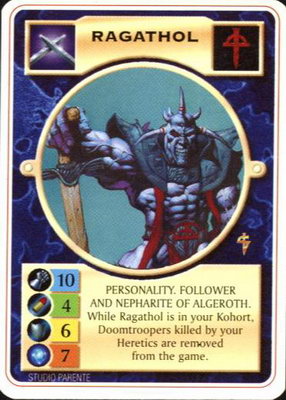 RAGATHOL
10
4
6
7
PERSONALITY. FOLLOWER
AND NEPHARITE OF ALGEROTH.
While Ragathol is in your Kohort,
Doomtroopers killed by your
Heretics are removed
from the game.
STUDIO PARENTE